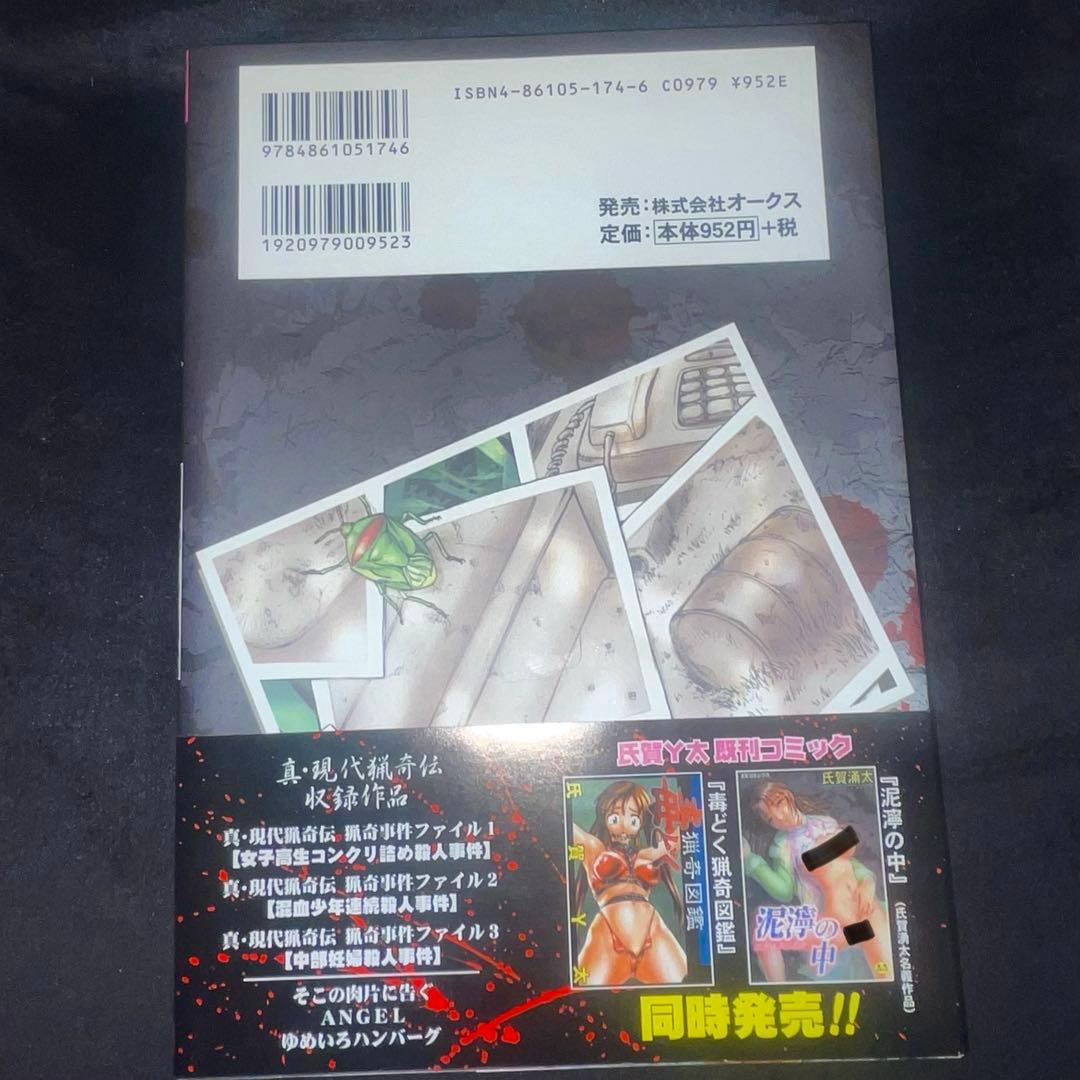 ISBN4-86105-174-6 C0979 ¥952E
9784861051746
1920979009523
発売：株式会社オークス
定価：本体952円＋税
真・現代猟奇伝
収録作品
真・現代猟奇伝 猟奇事件ファイル1
【女子高生コンクリ詰め殺人事件】
真・現代猟奇伝 猟奇事件ファイル2
【混血少年連続殺人事件】
真・現代猟奇伝 猟奇事件ファイル3
【中部妊婦殺人事件】
そこの肉片に告ぐ
ANGEL
ゆめいろハンバーグ
氏賀Y太 既刊コミック
氏賀Y太
猟奇図鑑
『毒どく猟奇図鑑』
氏賀涌太
泥濘の中
『泥濘の中』
（氏賀涌太名義作品）
同時発売!!